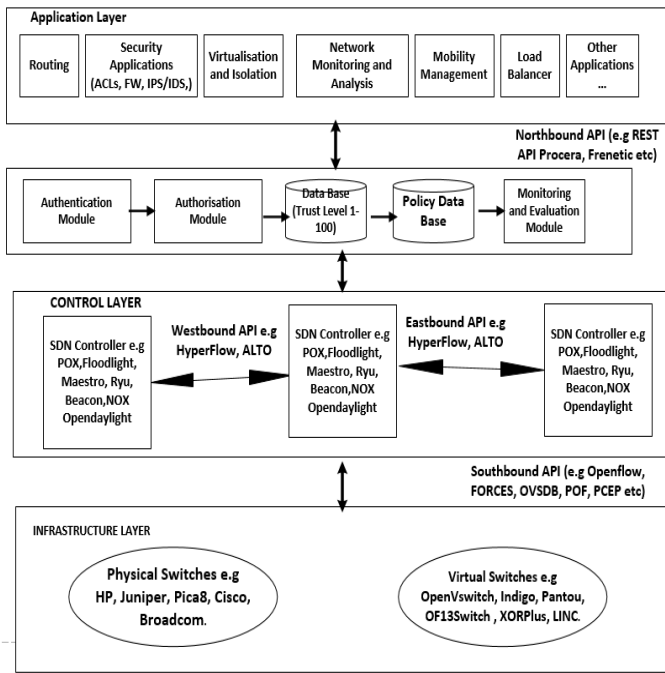 Application Layer
Routing
Security
Applications
(ACLs, FW, IPS/IDS,)
Virtualisation
and Isolation
Network
Monitoring and
Analysis
Mobility
Management
Load
Balancer
Other
Applications
...
Northbound API (e.g REST
API Procera, Frenetic etc)
Authentication
Module
Authorisation
Module
Data Base
(Trust Level 1-
100)
Policy Data
Base
Monitoring
and Evaluation
Module
CONTROL LAYER
SDN Controller e.g
POX,Floodlight,
Maestro, Ryu,
Beacon,NOX
Opendaylight
Westbound API e.g
HyperFlow, ALTO
SDN Controller e.g
POX,Floodlight,
Maestro, Ryu,
Beacon,NOX
Opendaylight
Eastbound API e.g
HyperFlow, ALTO
SDN Controller e.g
POX,Floodlight,
Maestro, Ryu,
Beacon,NOX
Opendaylight
Southbound API (e.g Openflow,
FORCES, OVSDB, POF, PCEP etc)
INFRASTRUCTURE LAYER
Physical Switches e.g
HP, Juniper, Pica8, Cisco,
Broadcom.
Virtual Switches e.g
OpenVswitch, Indigo, Pantou,
OF13Switch , XORPlus, LINC.